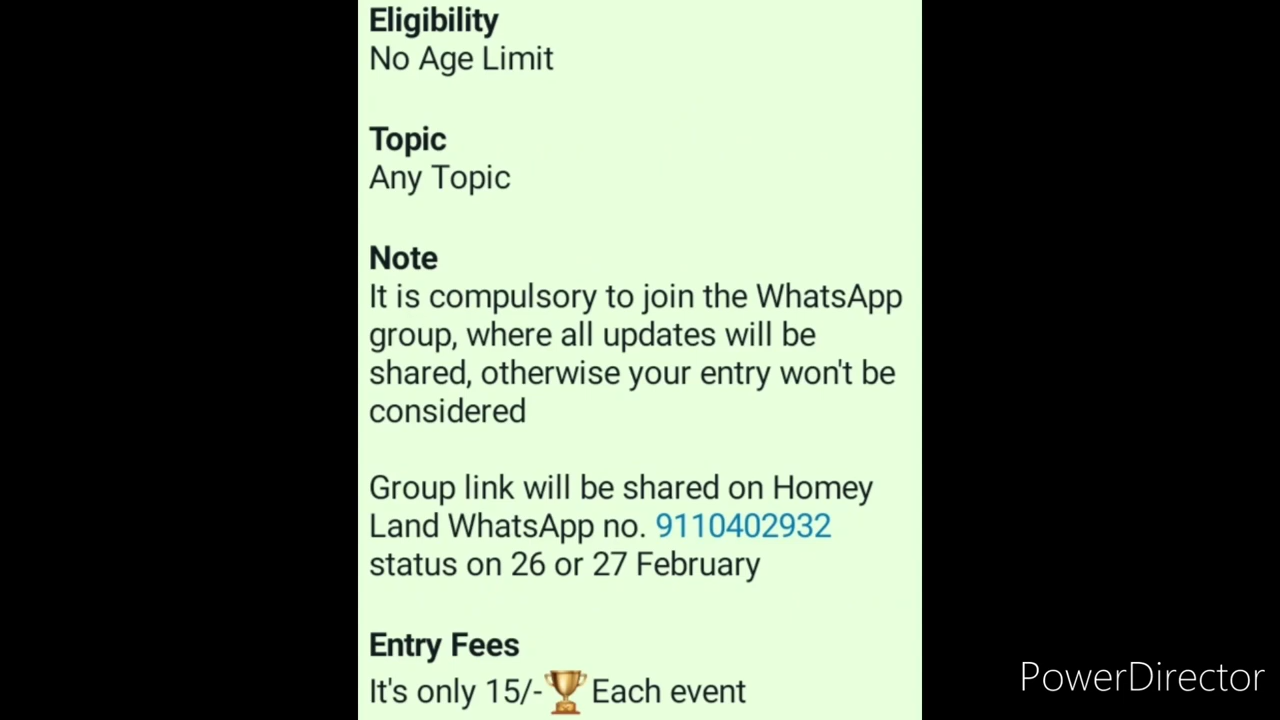 Eligibility
No Age Limit
Topic
Any Topic
Note
It is compulsory to join the WhatsApp
group, where all updates will be
shared, otherwise your entry won't be
considered
Group link will be shared on Homey
Land WhatsApp no. 9110402932
status on 26 or 27 February
Entry Fees
It's only 15/-🏆Each event
PowerDirector